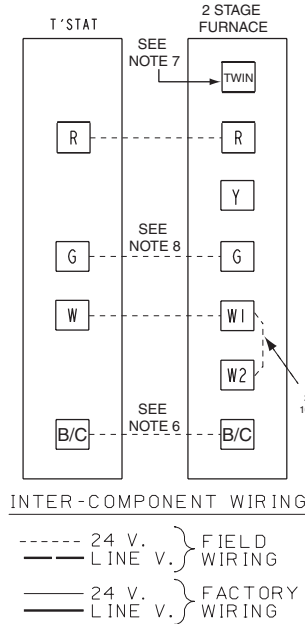 T'STAT
2 STAGE
FURNACE
SEE
NOTE 7
TWIN
R
R
Y
SEE
NOTE 8
G
G
W
W1
W2
SEE
NOTE 6
B/C
B/C
INTER-COMPONENT WIRING
24 V.
LINE V.
FIELD
WIRING
24 V.
LINE V.
FACTORY
WIRING